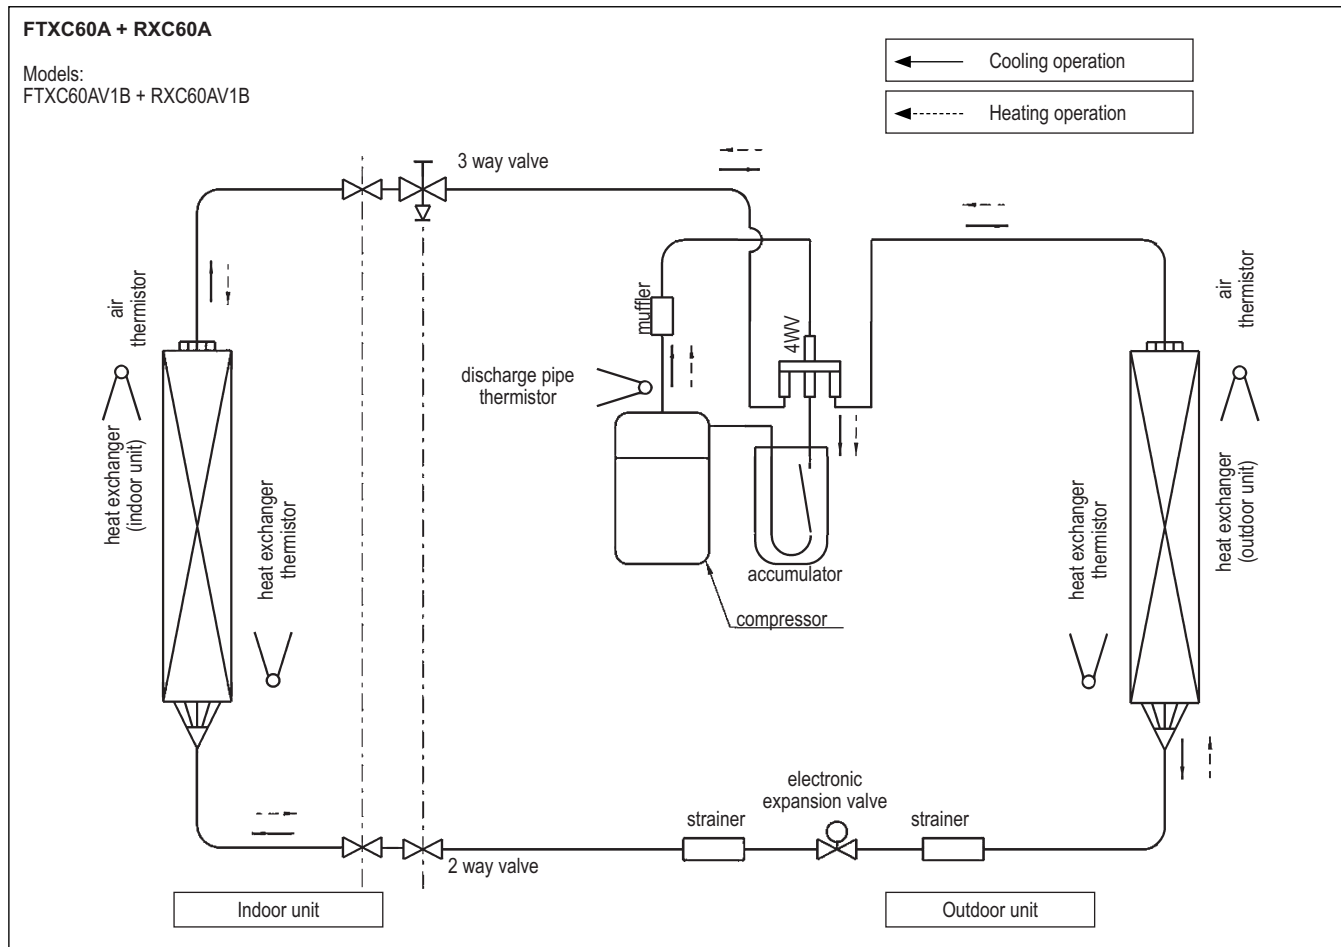 FTXC60A + RXC60A
Models:
FTXC60AV1B + RXC60AV1B
Cooling operation
Heating operation
3 way valve
air
thermistor
heat exchanger
(indoor unit)
heat exchanger
thermistor
muffler
4WV
discharge pipe
thermistor
accumulator
compressor
air
thermistor
heat exchanger
(outdoor unit)
heat exchanger
thermistor
electronic
expansion valve
strainer
strainer
2 way valve
Indoor unit
Outdoor unit